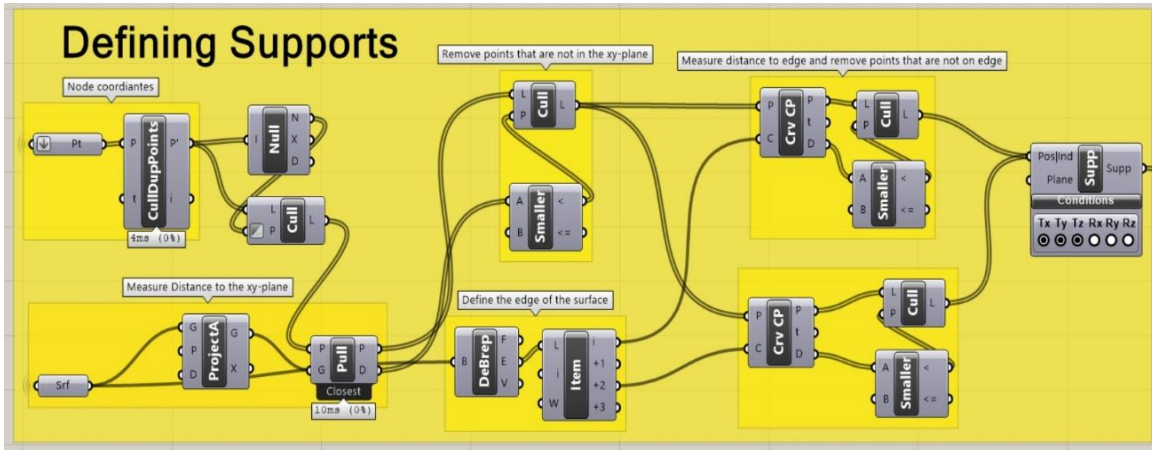 Defining Supports
Node coordiantes
Pt
P
t
CullDupPoints
P'
i
4ms (0%)
I
Null
N
X
D
L
P
Cull
L
Measure Distance to the xy-plane
Srf
G
P
D
ProjectA
G
X
P
G
Pull
P
D
Closest
10ms (0%)
Remove points that are not in the xy-plane
L
P
Cull
L
A
B
Smaller
<
<=
Define the edge of the surface
B
DeBrep
F
E
V
L
i
W
Item
i
+1
+2
+3
Measure distance to edge and remove points that are not on edge
P
C
Crv CP
P
t
D
L
P
Cull
L
A
B
Smaller
<
<=
P
C
Crv CP
P
t
D
L
P
Cull
L
A
B
Smaller
<
<=
Pos|Ind
Plane
Supp
Supp
Conditions
Tx Ty Tz Rx Ry Rz